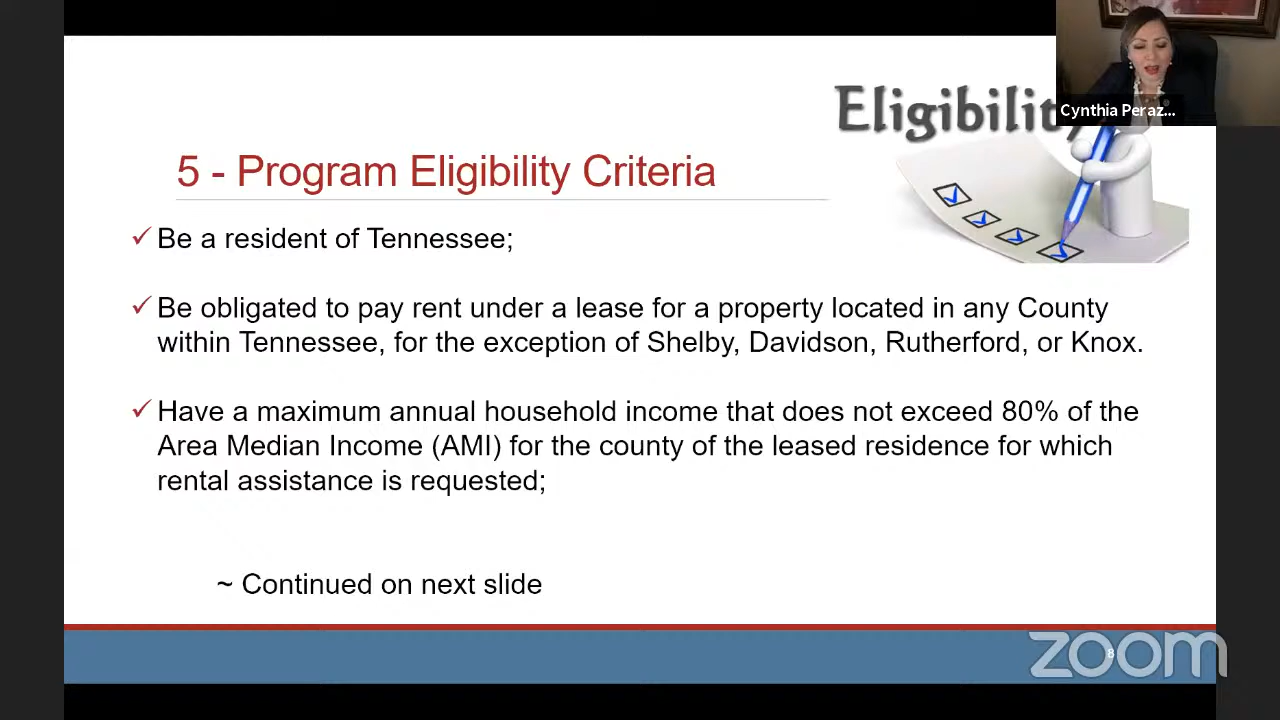 Eligibility
Cynthia Peraz...
5 - Program Eligibility Criteria
Be a resident of Tennessee;
Be obligated to pay rent under a lease for a property located in any County
within Tennessee, for the exception of Shelby, Davidson, Rutherford, or Knox.
Have a maximum annual household income that does not exceed 80% of the
Area Median Income (AMI) for the county of the leased residence for which
rental assistance is requested;
~ Continued on next slide
8
zoom